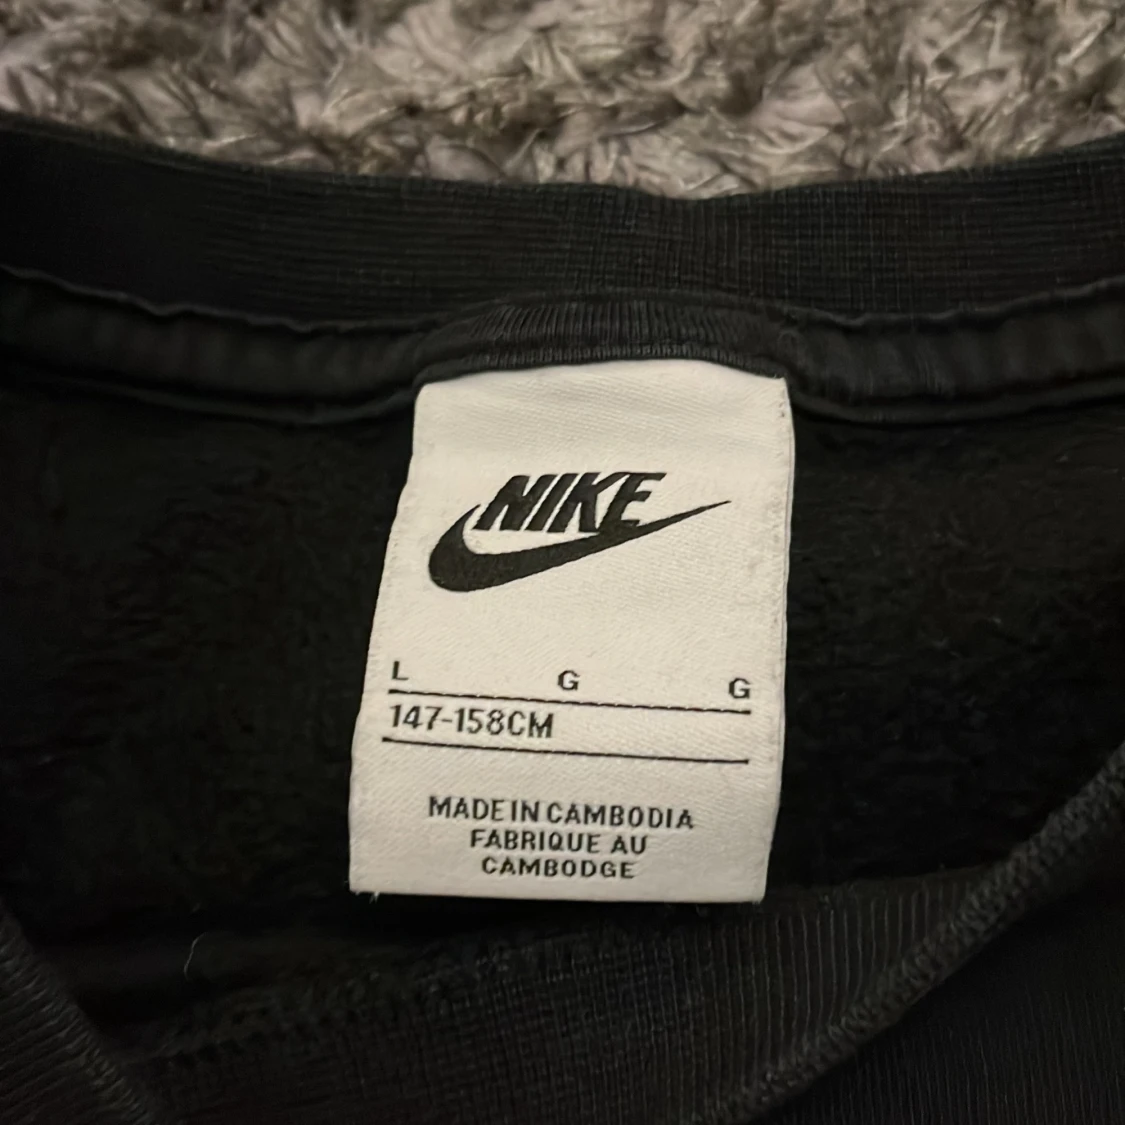 NIKE
L G G
147-158CM
MADE IN CAMBODIA
FABRIQUE AU
CAMBODGE